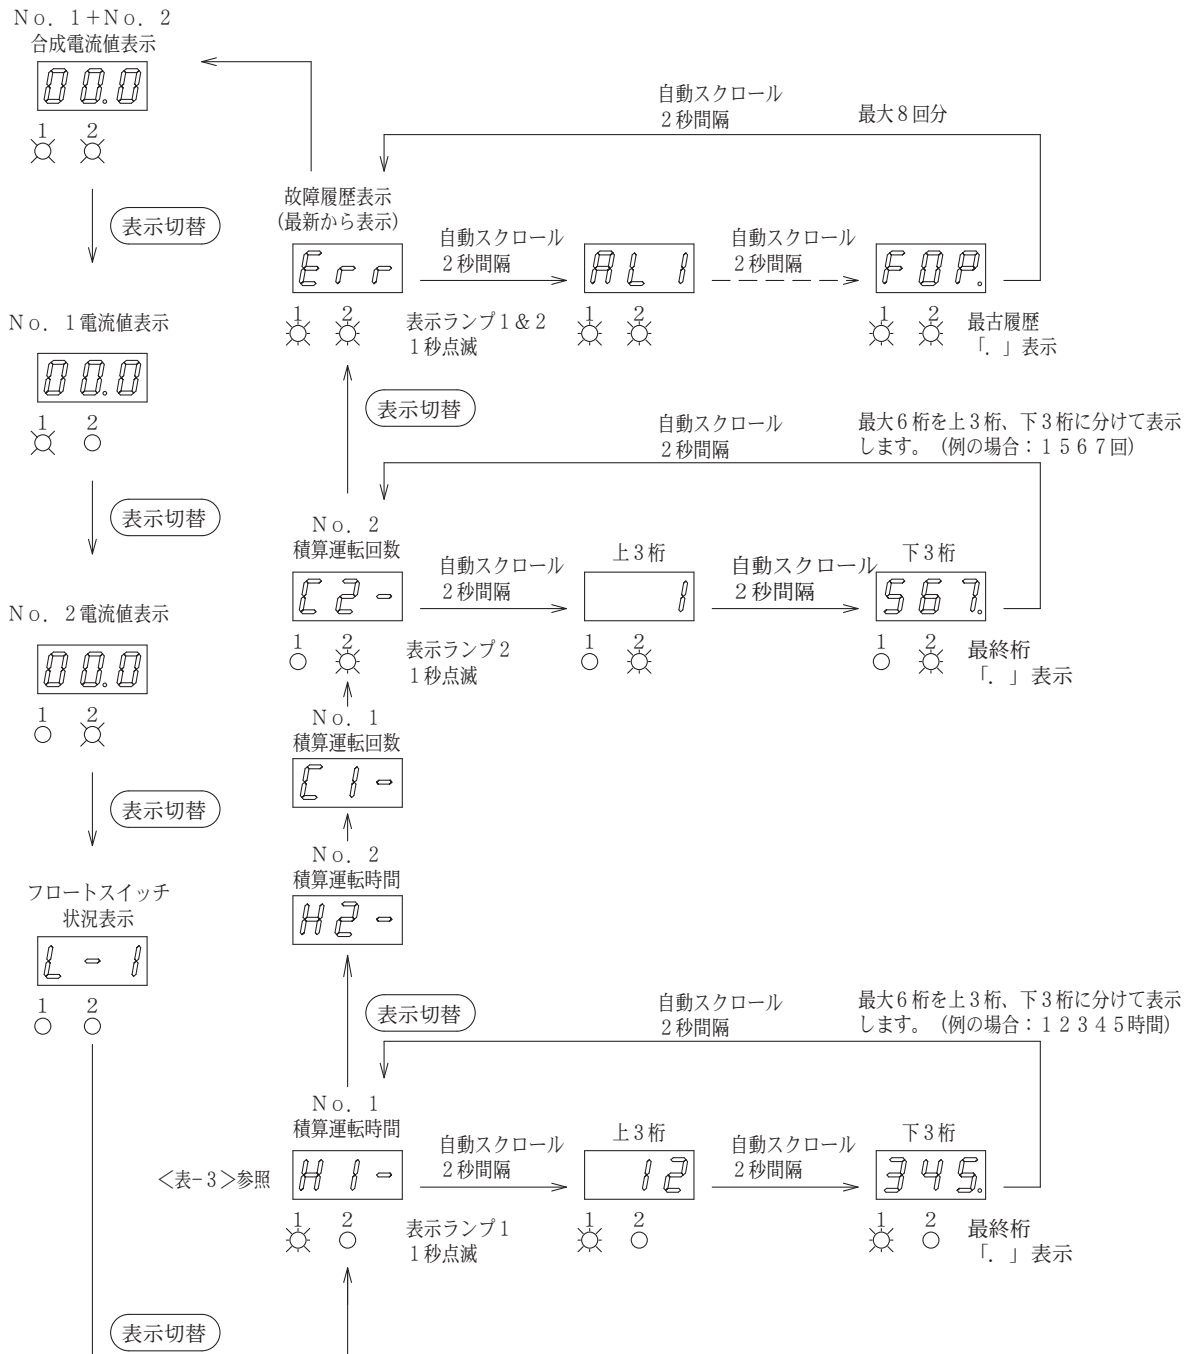 No．1＋No．2
合成電流値表示
00.0
1 2
表示切替
No．1電流値表示
00.0
1 2
表示切替
No．2電流値表示
00.0
1 2
表示切替
フロートスイッチ
状況表示
L-1
1 2
表示切替
自動スクロール
2秒間隔
最大8回分
故障履歴表示
(最新から表示)
Err
1 2
表示ランプ1＆2
1秒点滅
自動スクロール
2秒間隔
AL1
1 2
自動スクロール
2秒間隔
FOP.
1 2
最古履歴
「．」表示
表示切替
自動スクロール
2秒間隔
最大6桁を上3桁、下3桁に分けて表示
します。（例の場合：1567回）
No．2
積算運転回数
C2-
1 2
表示ランプ2
1秒点滅
自動スクロール
2秒間隔
上3桁
1
1 2
自動スクロール
2秒間隔
下3桁
567.
1 2
最終桁
「．」表示
No．1
積算運転回数
C1-
No．2
積算運転時間
H2-
表示切替
自動スクロール
2秒間隔
最大6桁を上3桁、下3桁に分けて表示
します。（例の場合：12345時間）
No．1
積算運転時間
＜表-3＞参照
H1-
1 2
表示ランプ1
1秒点滅
自動スクロール
2秒間隔
上3桁
12
1 2
自動スクロール
2秒間隔
下3桁
345.
1 2
最終桁
「．」表示